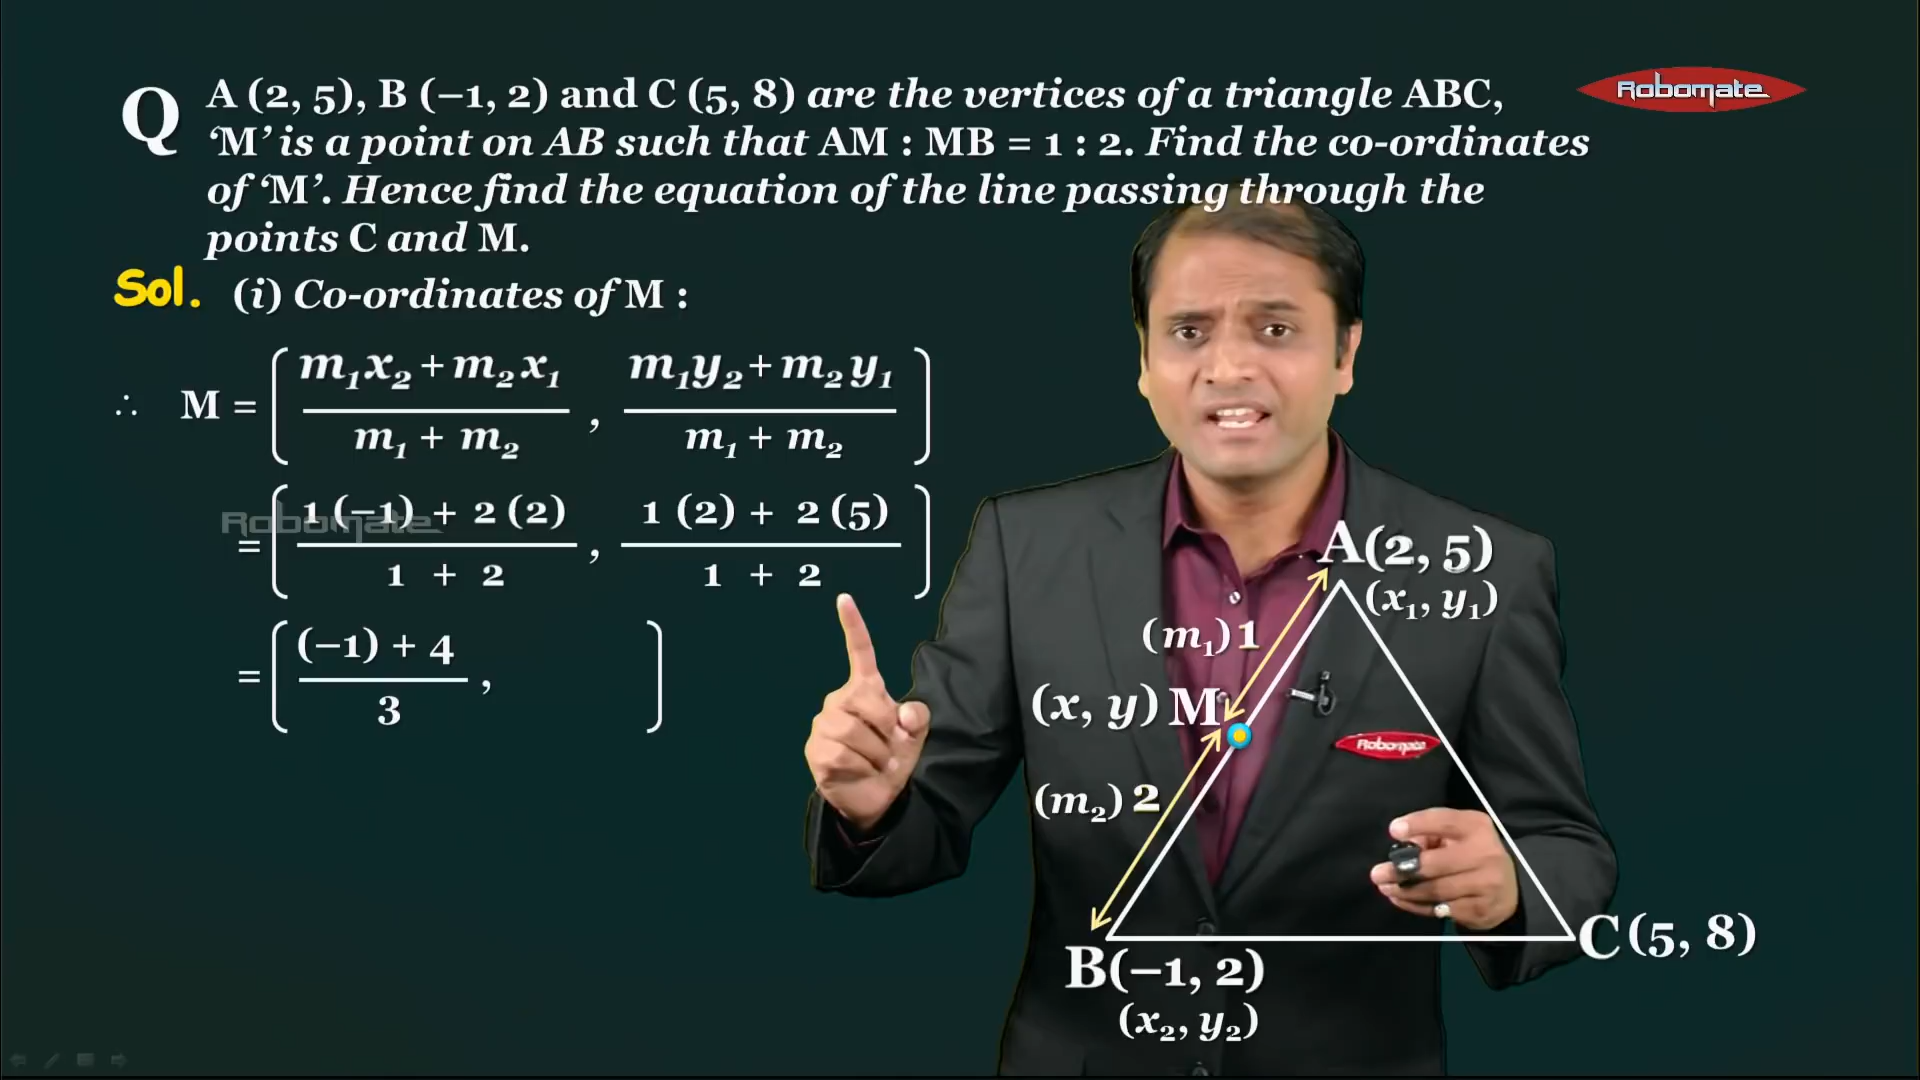 Q A (2, 5), B (–1, 2) and C (5, 8) are the vertices of a triangle ABC,
‘M’ is a point on AB such that AM : MB = 1 : 2. Find the co-ordinates
of ‘M’. Hence find the equation of the line passing through the
points C and M.
Robomate
Sol. (i) Co-ordinates of M :
∴ M = ( (m₁x₂ + m₂x₁) / (m₁ + m₂) , (m₁y₂ + m₂y₁) / (m₁ + m₂) )
= ( (1 (–1) + 2 (2)) / (1 + 2) , (1 (2) + 2 (5)) / (1 + 2) )
Robomate
= ( ((–1) + 4) / 3 , )
A(2, 5)
(x₁, y₁)
(m₁) 1
(x, y) M
Robomate
(m₂) 2
C (5, 8)
B(–1, 2)
(x₂, y₂)